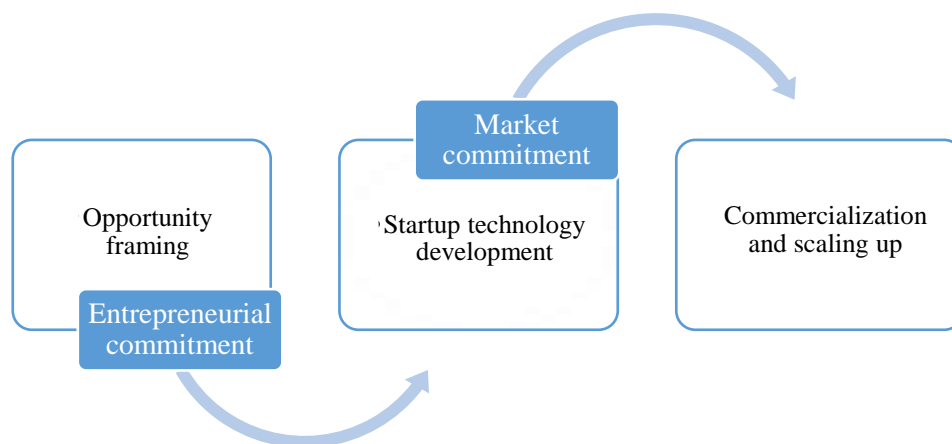 Opportunity
framing
Entrepreneurial
commitment
Market
commitment
Startup technology
development
Commercialization
and scaling up